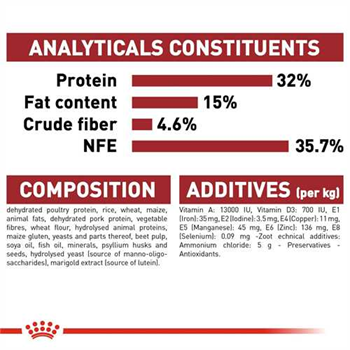 ANALYTICALS CONSTITUENTS
Protein 32%
Fat content 15%
Crude fiber 4.6%
NFE 35.7%
COMPOSITION
dehydrated poultry protein, rice, wheat, maize,
animal fats, dehydrated pork protein, vegetable
fibres, wheat flour, hydrolysed animal proteins,
maize gluten, yeasts and parts thereof, beet pulp,
soya oil, fish oil, minerals, psyllium husks and
seeds, hydrolysed yeast (source of manno-oligo-
saccharides), marigold extract (source of lutein).
ADDITIVES (per kg)
Vitamin A: 13000 IU, Vitamin D3: 700 IU, E1
(Iron): 35 mg, E2 (Iodine): 3.5 mg, E4 (Copper): 11 mg,
E5 (Manganese): 45 mg, E6 (Zinc): 136 mg, E8
(Selenium): 0.09 mg -Zoot echnical additives:
Ammonium chloride: 5 g - Preservatives -
Antioxidants.